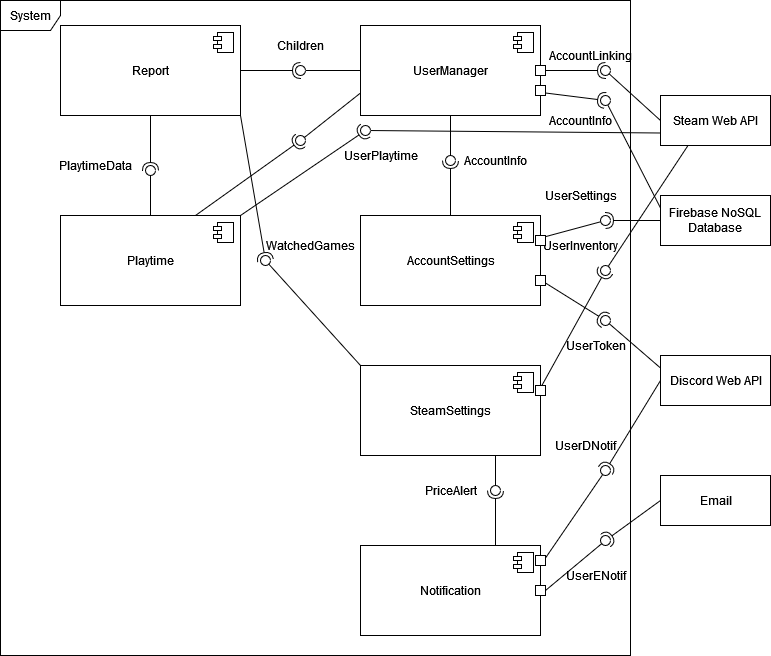 System
Report
Children
UserManager
AccountLinking
AccountInfo
Steam Web API
PlaytimeData
UserPlaytime
AccountInfo
UserSettings
Firebase NoSQL
Database
Playtime
WatchedGames
AccountSettings
UserInventory
UserToken
SteamSettings
Discord Web API
UserDNotif
PriceAlert
Email
Notification
UserENotif